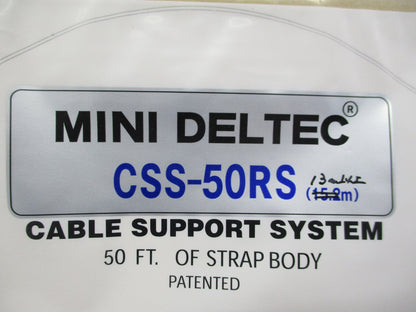 MINI DELTEC®
CSS-50RS (15.2m)
CABLE SUPPORT SYSTEM
50 FT. OF STRAP BODY
PATENTED